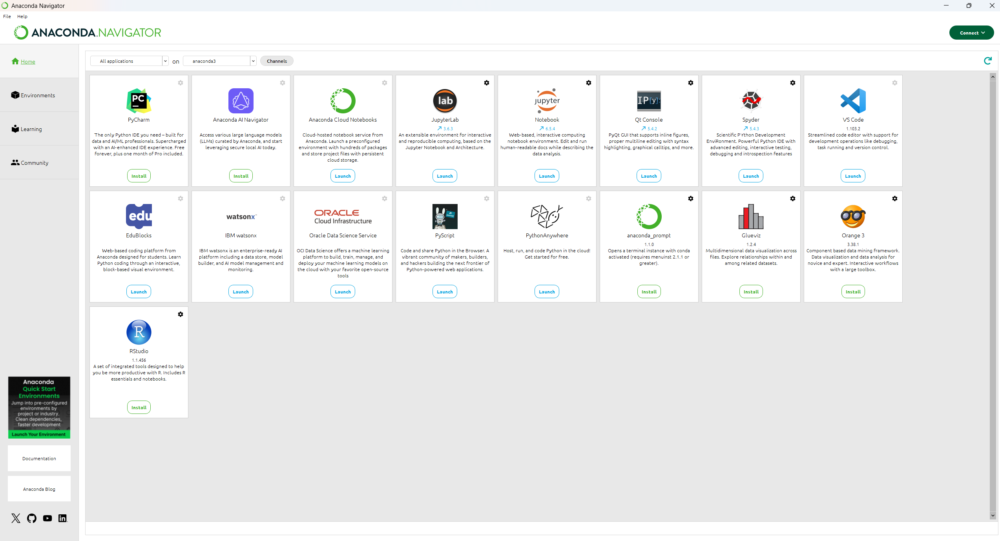 Anaconda Navigator
File Help
ANACONDA.NAVIGATOR
Connect
Home
Environments
Learning
Community
All applications on anaconda3 Channels
PC
PyCharm
The only Python IDE you need – built for
data and AI/ML professionals. Supercharged
with an AI-enhanced IDE experience. Free
forever, plus one month of Pro included.
Install
Anaconda AI Navigator
Access various large language models
(LLMs) curated by Anaconda, and start
leveraging secure local AI today.
Install
Anaconda Cloud Notebooks
Cloud-hosted notebook service from
Anaconda. Launch a preconfigured
environment with hundreds of packages
and store project files with persistent
cloud storage.
Launch
lab
JupyterLab
3.6.3
An extensible environment for interactive
and reproducible computing, based on the
Jupyter Notebook and Architecture.
Launch
jupyter
Notebook
6.5.4
Web-based, interactive computing
notebook environment. Edit and run
human-readable docs while describing the
data analysis.
Launch
IP[y]:
Qt Console
5.4.2
PyQt GUI that supports inline figures,
proper multiline editing with syntax
highlighting, graphical calltips, and more.
Launch
Spyder
5.4.3
Scientific PYthon Development
EnviRonment. Powerful Python IDE with
advanced editing, interactive testing,
debugging and introspection features
Launch
VS Code
1.103.2
Streamlined code editor with support for
development operations like debugging,
task running and version control.
Launch
edu
EduBlocks
Web-based coding platform from
Anaconda designed for students. Learn
Python coding through an interactive,
block-based visual environment.
Launch
watsonx™
IBM watsonx
IBM watsonx is an enterprise-ready AI
platform including a data store, model
builder, and AI model management and
monitoring.
Launch
ORACLE
Cloud Infrastructure
Oracle Data Science Service
OCI Data Science offers a machine learning
platform to build, train, manage, and
deploy your machine learning models on
the cloud with your favorite open-source
tools
Launch
pyscript
PyScript
Code and share Python in the Browser. A
vibrant community of makers, builders,
and hackers building the next frontier of
Python-powered web applications.
Launch
PythonAnywhere
Host, run, and code Python in the cloud!
Get started for free.
Launch
anaconda_prompt
1.1.0
Opens a terminal instance with conda
activated (requires menuinst 2.1.1 or
greater).
Install
Glueviz
1.2.4
Multidimensional data visualization across
files. Explore relationships within and
among related datasets.
Install
Orange 3
3.38.1
Component based data mining framework.
Data visualization and data analysis for
novice and expert. Interactive workflows
with a large toolbox.
Install
R
RStudio
1.1.456
A set of integrated tools designed to help
you be more productive with R. Includes R
essentials and notebooks.
Install
Anaconda
Quick Start
Environments
Jump into pre-configured
environments by
project or industry.
Clean dependencies,
faster development
Launch Your Environment
Documentation
Anaconda Blog
X
in